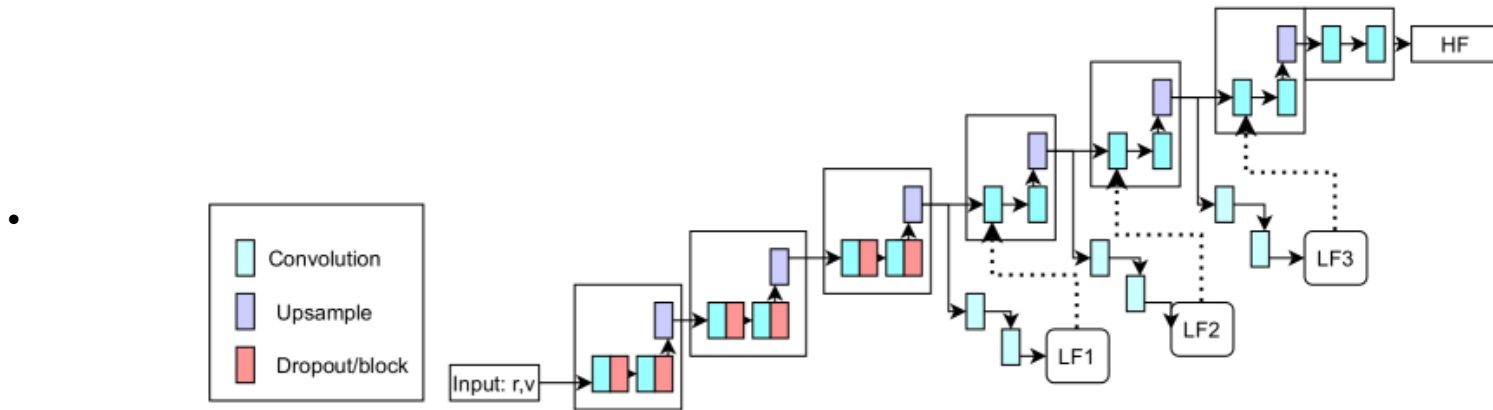 HF
LF3
Convolution
Upsample
LF2
LF1
Dropout/block
Input: r,v